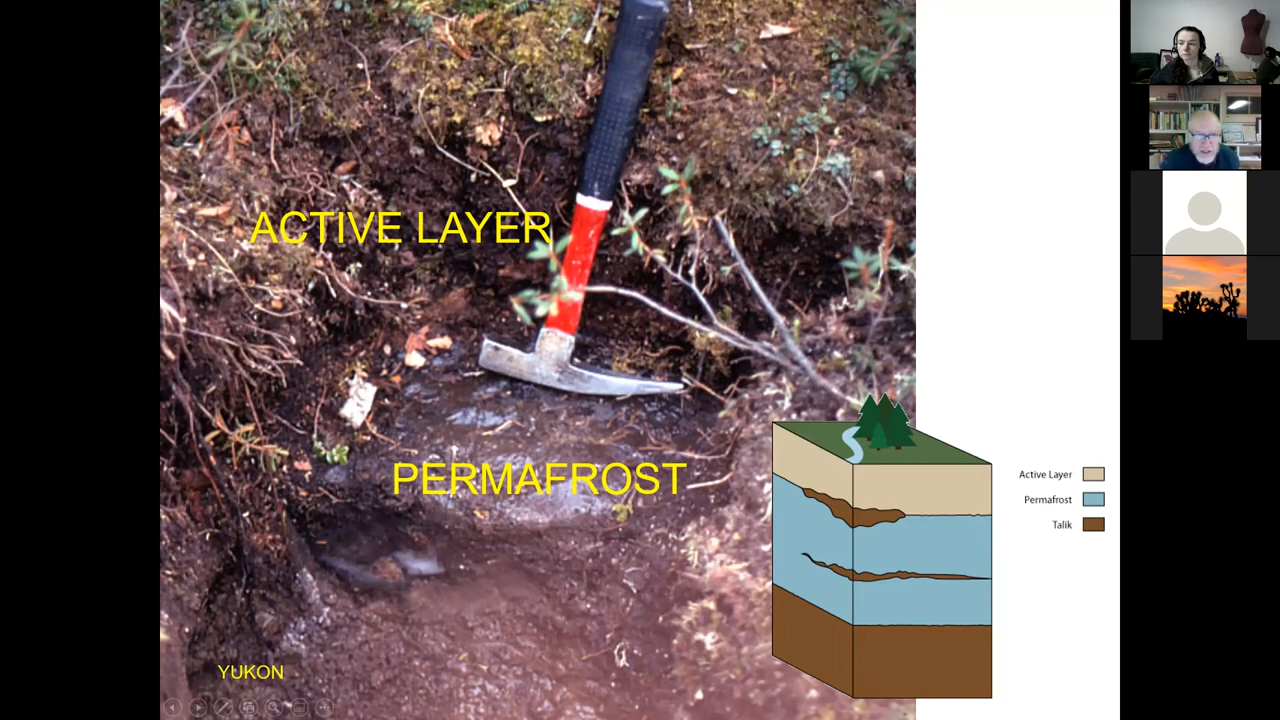 ACTIVE LAYER
PERMAFROST
YUKON
Active Layer
Permafrost
Talik